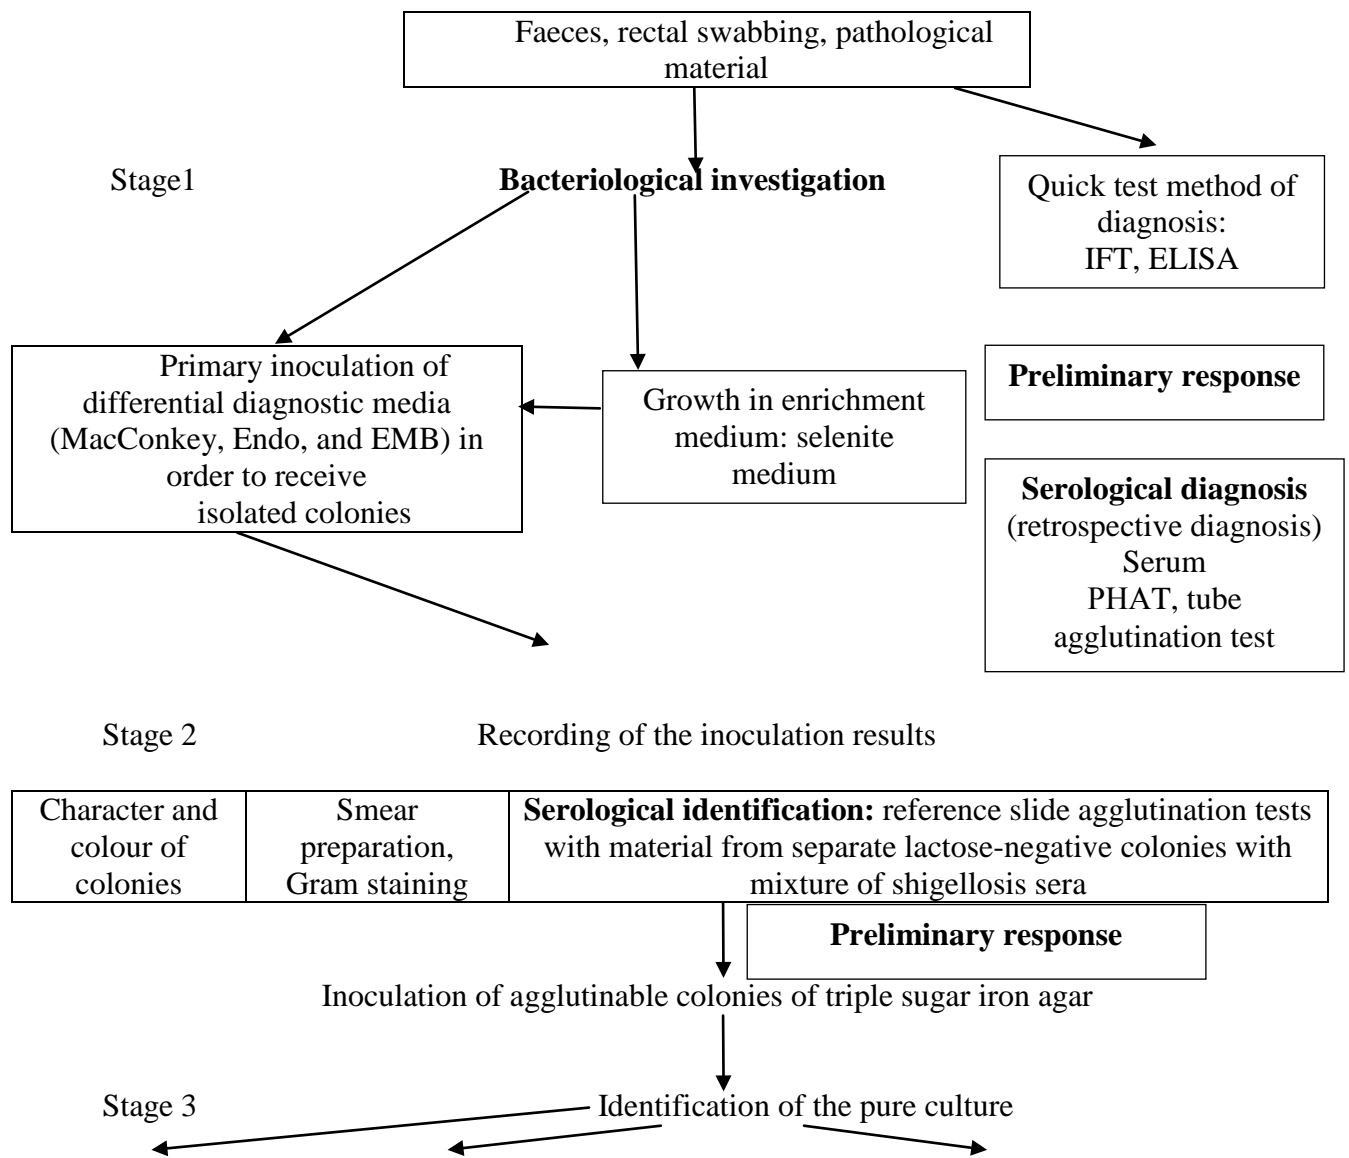 Faeces, rectal swabbing, pathological
material
Stage1
Bacteriological investigation
Quick test method of
diagnosis:
IFT, ELISA
Primary inoculation of
differential diagnostic media
(MacConkey, Endo, and EMB) in
order to receive
isolated colonies
Growth in enrichment
medium: selenite
medium
Preliminary response
Serological diagnosis
(retrospective diagnosis)
Serum
PHAT, tube
agglutination test
Stage 2
Recording of the inoculation results
Character and
colour of
colonies
Smear
preparation,
Gram staining
Serological identification: reference slide agglutination tests
with material from separate lactose-negative colonies with
mixture of shigellosis sera
Preliminary response
Inoculation of agglutinable colonies of triple sugar iron agar
Stage 3
Identification of the pure culture